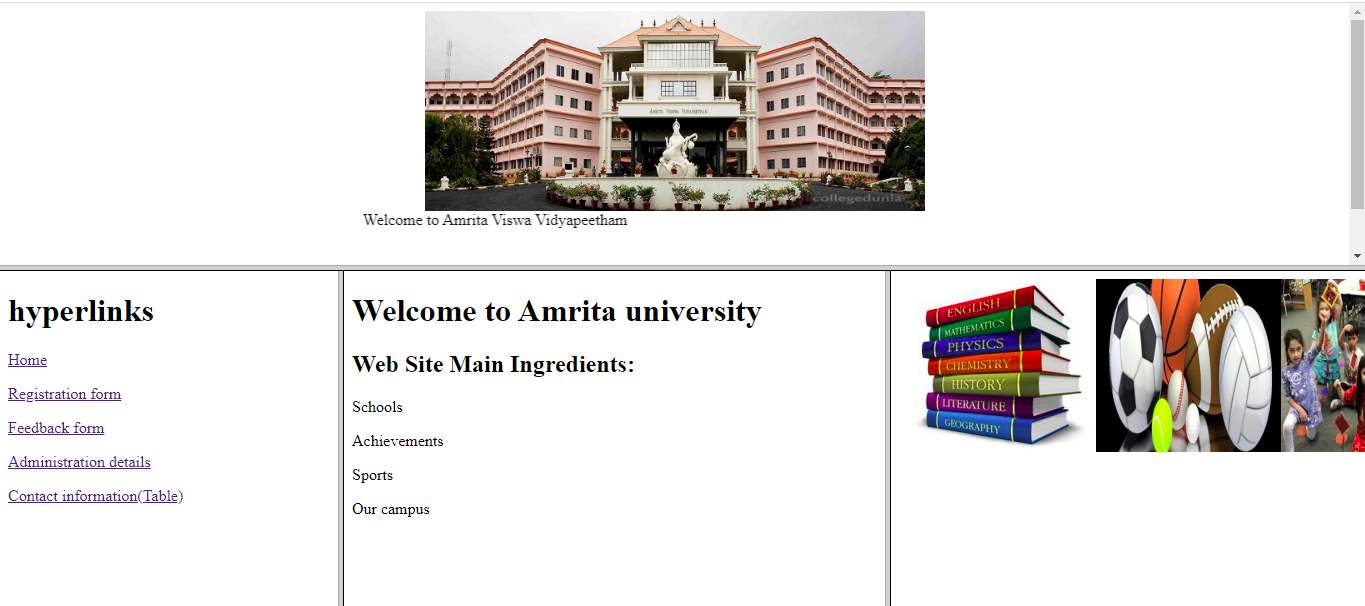 AMRITA VISWA VIDYAPEETHAM
collegedunia
Welcome to Amrita Viswa Vidyapeetham
hyperlinks
Home
Registration form
Feedback form
Administration details
Contact information(Table)
Welcome to Amrita university
Web Site Main Ingredients:
Schools
Achievements
Sports
Our campus
ENGLISH
MATHEMATICS
PHYSICS
CHEMISTRY
HISTORY
LITERATURE
GEOGRAPHY